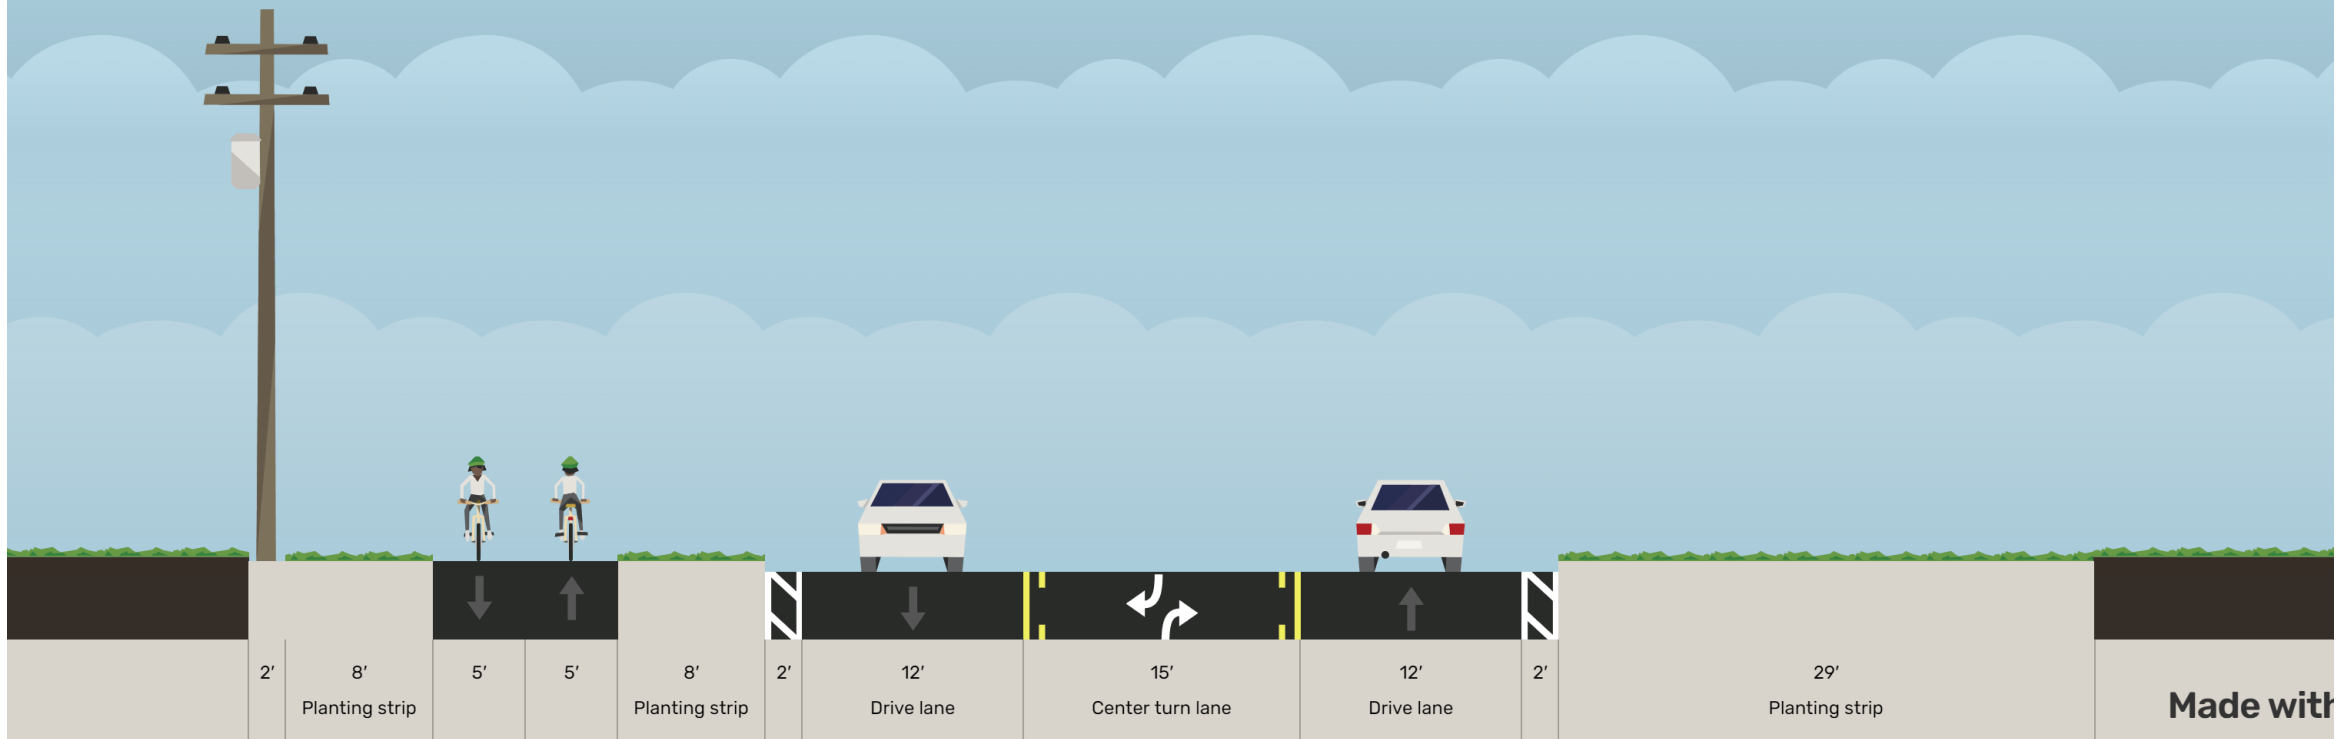 2′ 8′ 5′ 5′ 8′ 2′ 12′ 15′ 12′ 2′ 29′
Planting strip Planting strip Drive lane Center turn lane Drive lane Planting strip
Made with